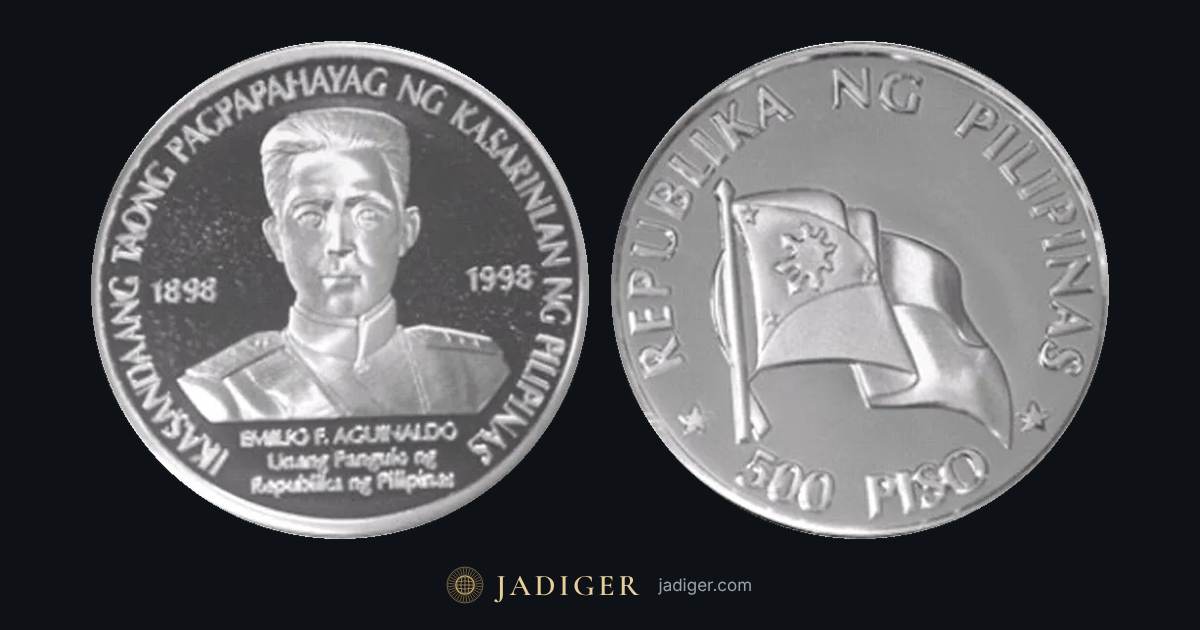 IKASANDAANG TAONG PAGPAPAHAYAG NG KASARINLAN NG PILIPINAS
1898
1998
EMILIO F. AGUINALDO
Unang Pangulo ng
Republika ng Pilipinas
REPUBLIKA NG PILIPINAS
500 PISO
JADIGER
jadiger.com